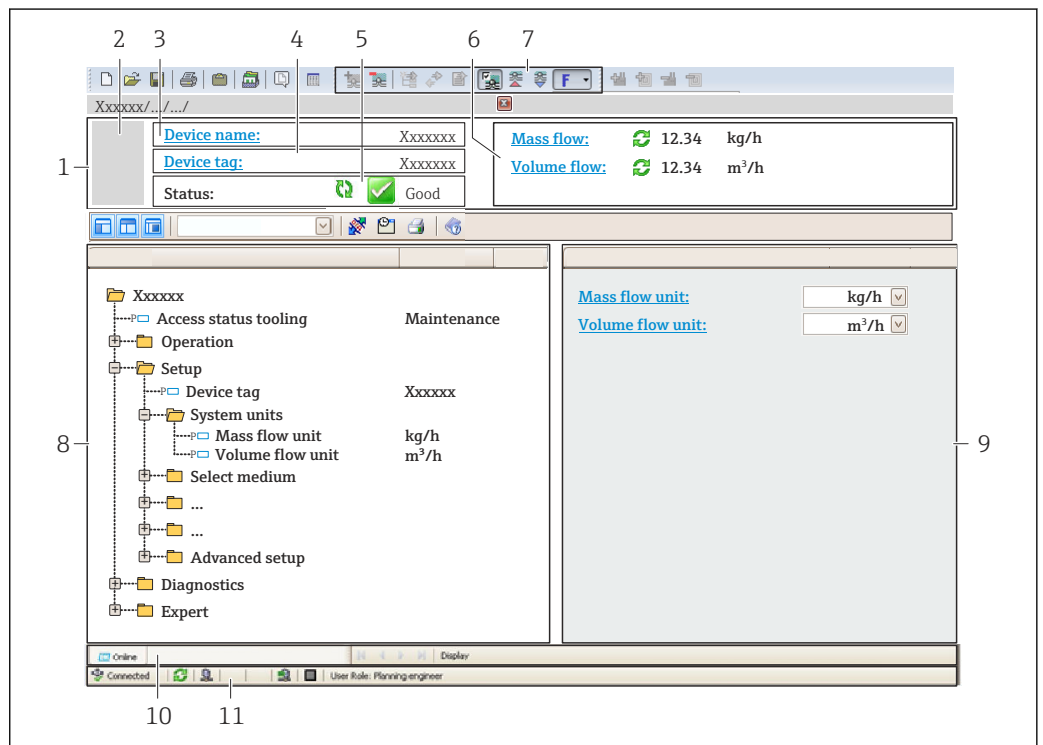 2 3 4 5 6 7
F
Xxxxxx/.../.../
1
Device name: Xxxxxxx
Device tag: Xxxxxxx
Status: Good
Mass flow: 12.34 kg/h
Volume flow: 12.34 m³/h
8
Xxxxxx
P Access status tooling Maintenance
Operation
Setup
P Device tag Xxxxxx
System units
P Mass flow unit kg/h
P Volume flow unit m³/h
Select medium
...
...
Advanced setup
Diagnostics
Expert
Mass flow unit: kg/h
Volume flow unit: m³/h
9
Online Display
Connected User Role: Planning engineer
10 11